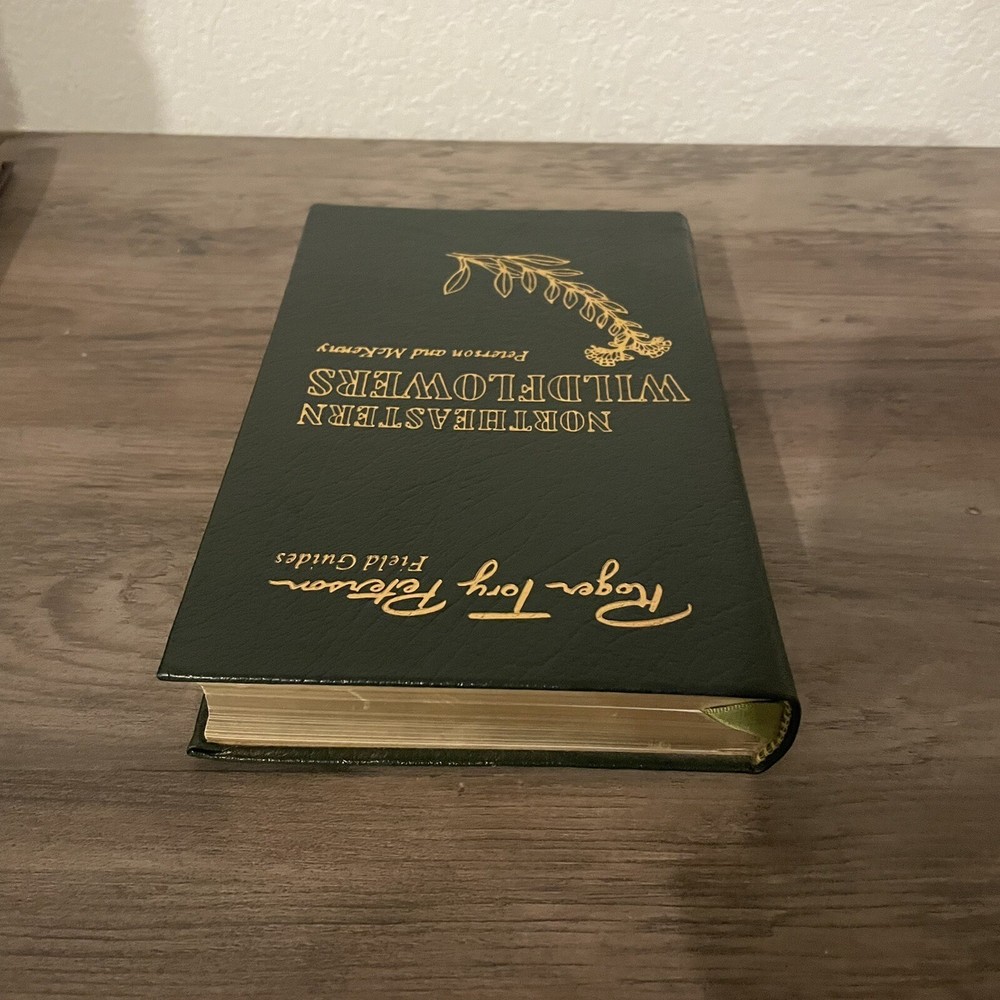 Roger Tory Peterson
Field Guides
NORTHEASTERN
WILDFLOWERS
Peterson and McKenny